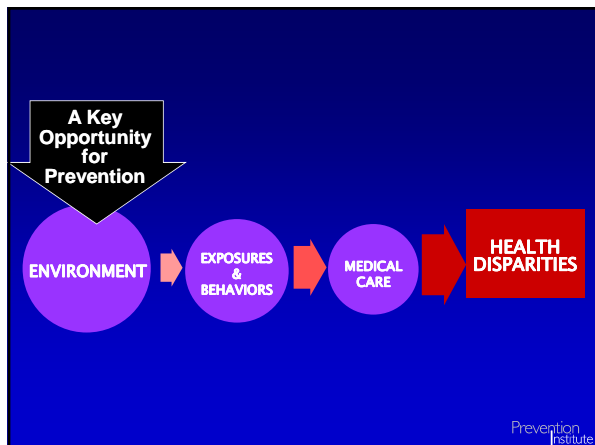 A Key
Opportunity
for
Prevention
ENVIRONMENT
EXPOSURES
&
BEHAVIORS
MEDICAL
CARE
HEALTH
DISPARITIES
Prevention
Institute